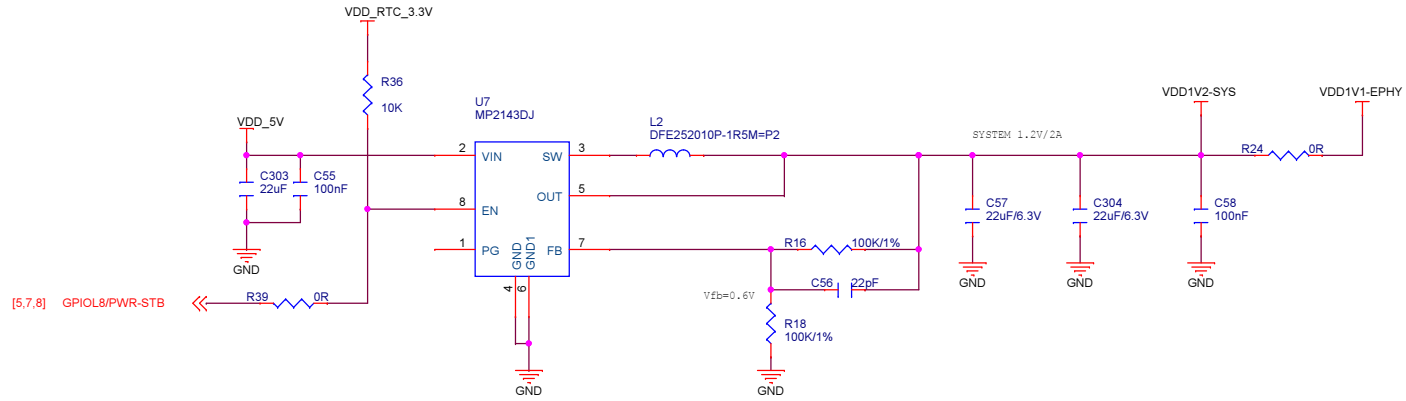 VDD_RTC_3.3V
R36
10K
U7
MP2143DJ
VDD1V2-SYS
VDD1V1-EPHY
VDD_5V
L2
DFE252010P-1R5M=P2
SYSTEM 1.2V/2A
2 VIN SW 3
R24 0R
C303
22uF
C55
100nF
OUT 5
8 EN
C57
22uF/6.3V
C304
22uF/6.3V
C58
100nF
1 PG GND GND1 FB 7
R16 100K/1%
GND
4 6
C56 22pF
GND GND GND
[5,7,8] GPIOL8/PWR-STB R39 0R
Vfb=0.6V
R18
100K/1%
GND GND